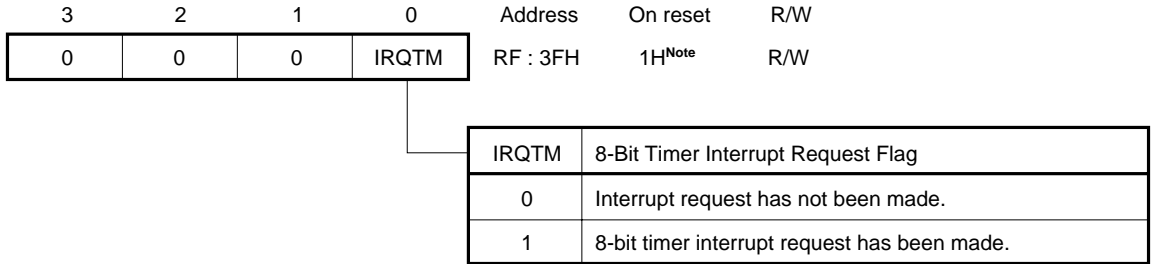 3 2 1 0 Address On reset R/W
0 0 0 IRQTM RF : 3FH 1HNote R/W
IRQTM 8-Bit Timer Interrupt Request Flag
0 Interrupt request has not been made.
1 8-bit timer interrupt request has been made.